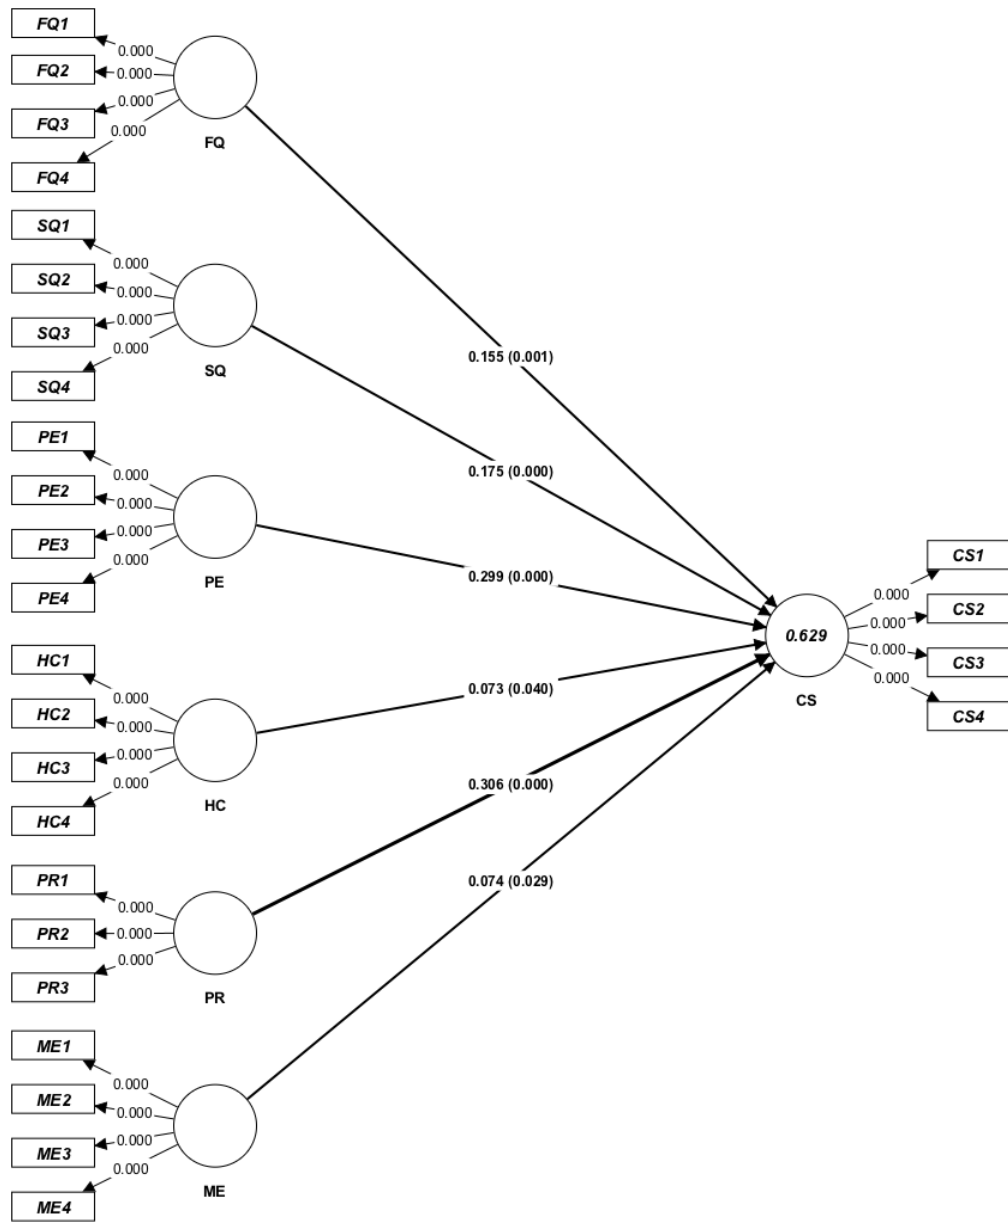 FQ1
0.000
FQ2
0.000
FQ3
0.000
0.000
FQ4
FQ
SQ1
0.000
SQ2
0.000
SQ3
0.000
0.000
SQ4
SQ
0.155 (0.001)
PE1
0.000
PE2
0.000
PE3
0.000
0.000
PE4
PE
0.175 (0.000)
0.299 (0.000)
HC1
0.000
HC2
0.000
HC3
0.000
0.000
HC4
HC
0.073 (0.040)
0.629
CS
CS1
0.000
CS2
0.000
CS3
0.000
0.000
CS4
PR1
0.000
PR2
0.000
PR3
0.000
PR
0.306 (0.000)
ME1
0.000
ME2
0.000
ME3
0.000
0.000
ME4
ME
0.074 (0.029)